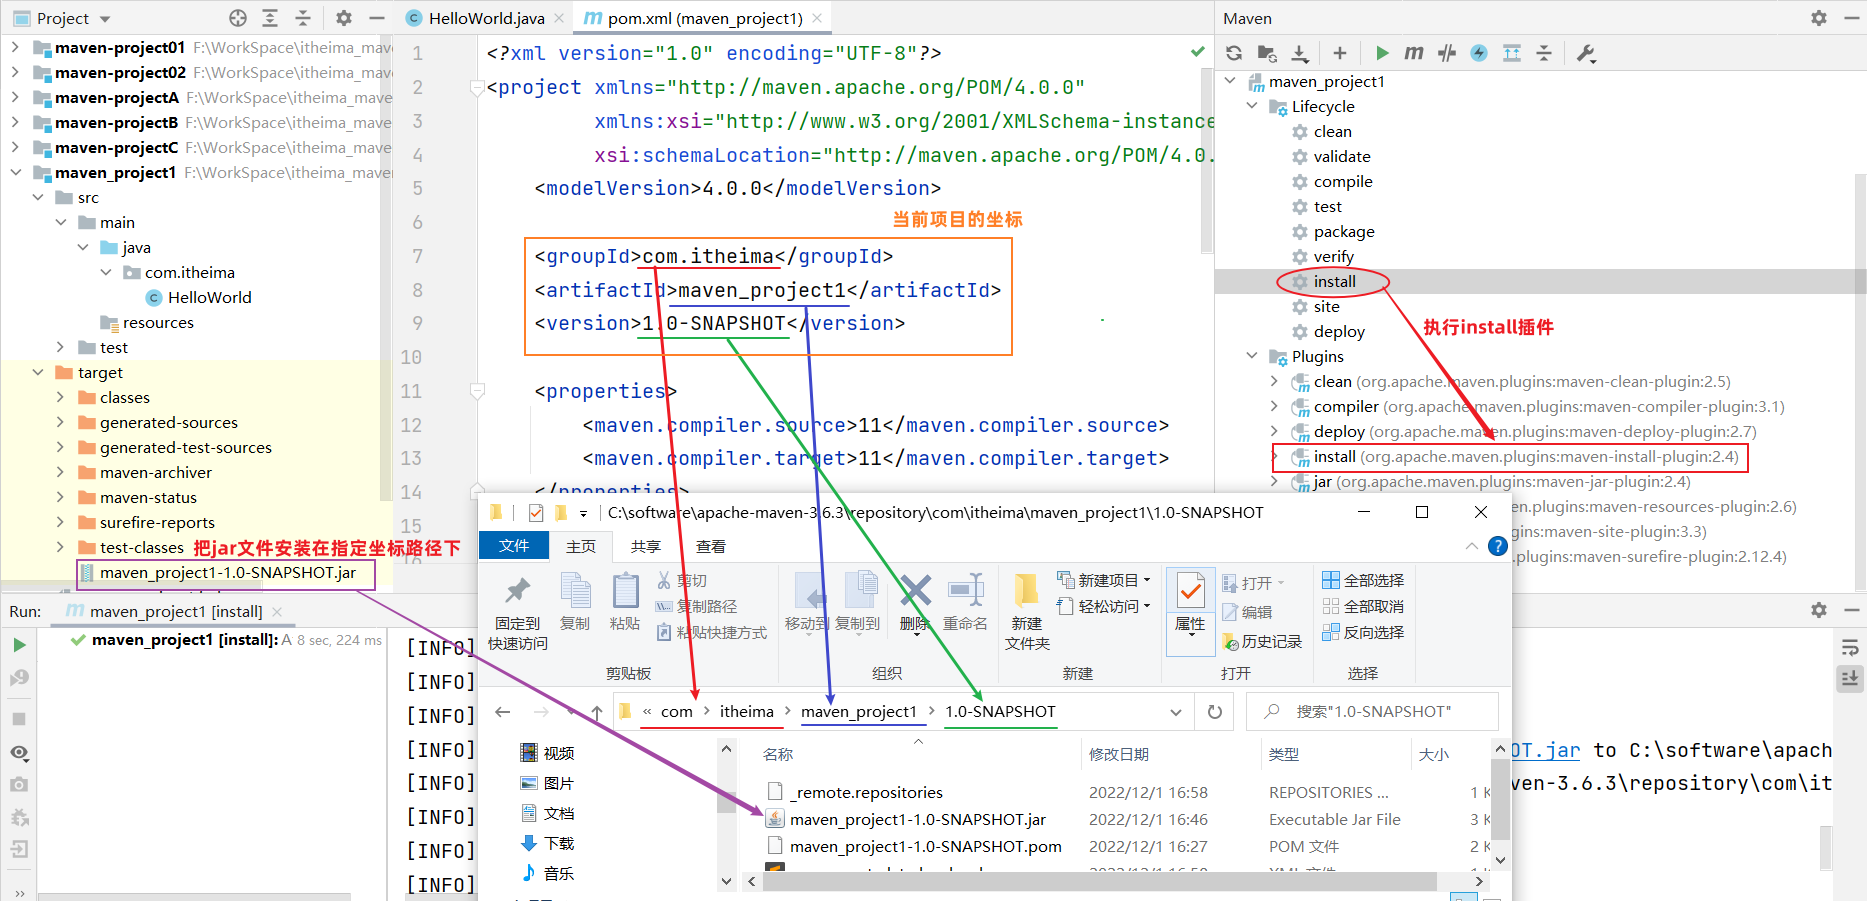 Project
HelloWorld.java
pom.xml (maven_project1)
Maven
maven-project01 F:\WorkSpace\itheima_mav
maven-project02 F:\WorkSpace\itheima_mav
maven-projectA F:\WorkSpace\itheima_mave
maven-projectB F:\WorkSpace\itheima_mave
maven-projectC F:\WorkSpace\itheima_mave
maven_project1 F:\WorkSpace\itheima_mave
src
main
java
com.itheima
HelloWorld
resources
test
target
classes
generated-sources
generated-test-sources
maven-archiver
maven-status
surefire-reports
test-classes
把jar文件安装在指定坐标路径下
maven_project1-1.0-SNAPSHOT.jar
1 <?xml version="1.0" encoding="UTF-8"?>
2 <project xmlns="http://maven.apache.org/POM/4.0.0"
3 xmlns:xsi="http://www.w3.org/2001/XMLSchema-instance
4 xsi:schemaLocation="http://maven.apache.org/POM/4.0.
5 <modelVersion>4.0.0</modelVersion>
6
当前项目的坐标
7 <groupId>com.itheima</groupId>
8 <artifactId>maven_project1</artifactId>
9 <version>1.0-SNAPSHOT</version>
10
11 <properties>
12 <maven.compiler.source>11</maven.compiler.source>
13 <maven.compiler.target>11</maven.compiler.target>
14 </properties>
15
maven_project1
Lifecycle
clean
validate
compile
test
package
verify
install
site
deploy
执行install插件
Plugins
clean (org.apache.maven.plugins:maven-clean-plugin:2.5)
compiler (org.apache.maven.plugins:maven-compiler-plugin:3.1)
deploy (org.apache.maven.plugins:maven-deploy-plugin:2.7)
install (org.apache.maven.plugins:maven-install-plugin:2.4)
jar (org.apache.maven.plugins:maven-jar-plugin:2.4)
n.plugins:maven-resources-plugin:2.6)
plugins:maven-site-plugin:3.3)
.plugins:maven-surefire-plugin:2.12.4)
Run: maven_project1 [install]
maven_project1 [install]: A 8 sec, 224 ms
[INFO]
[INFO]
[INFO]
[INFO]
[INFO]
[INFO]
[INFO]
[INFO]
OT.jar to C:\software\apach
ven-3.6.3\repository\com\it
C:\software\apache-maven-3.6.3\repository\com\itheima\maven_project1\1.0-SNAPSHOT
文件 主页 共享 查看
固定到
快速访问
复制
粘贴
剪切
复制路径
粘贴快捷方式
剪贴板
移动到
复制到
删除
重命名
组织
新建
文件夹
新建项目
轻松访问
新建
属性
打开
编辑
历史记录
打开
全部选择
全部取消
反向选择
选择
« com > itheima > maven_project1 > 1.0-SNAPSHOT
搜索"1.0-SNAPSHOT"
视频
图片
文档
下载
音乐
名称 修改日期 类型 大小
_remote.repositories 2022/12/1 16:58 REPOSITORIES ... 1 K
maven_project1-1.0-SNAPSHOT.jar 2022/12/1 16:46 Executable Jar File 3 K
maven_project1-1.0-SNAPSHOT.pom 2022/12/1 16:27 POM 文件 2 K